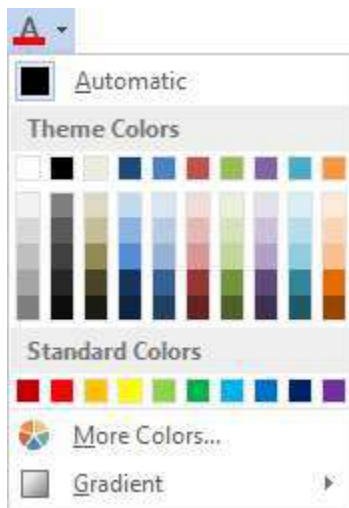 A
Automatic
Theme Colors
Standard Colors
More Colors...
Gradient